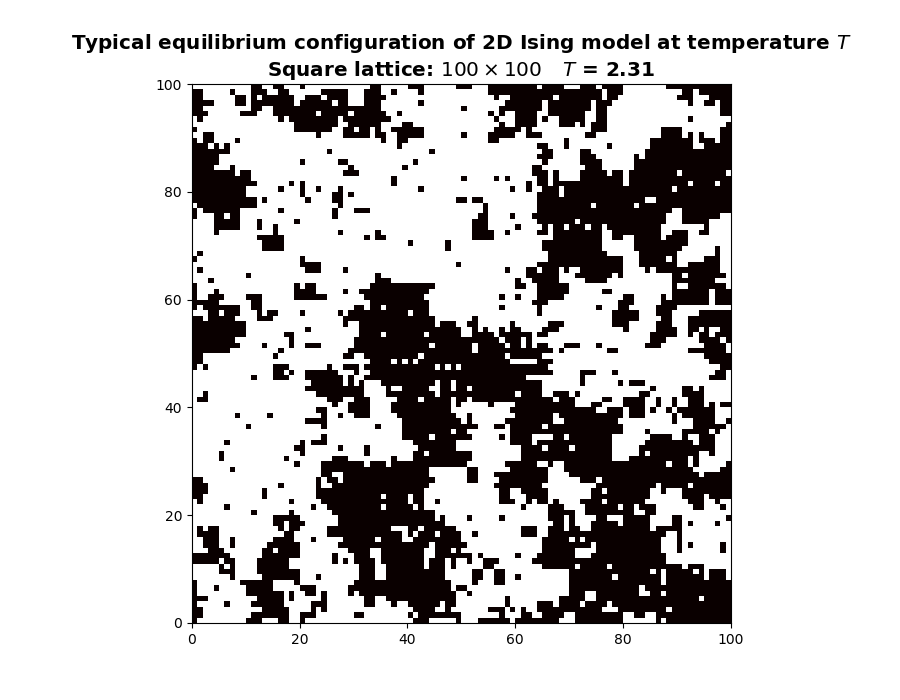 Typical equilibrium configuration of 2D Ising model at temperature T
Square lattice: 100 × 100 T = 2.31
100
80
60
40
20
0
0 20 40 60 80 100